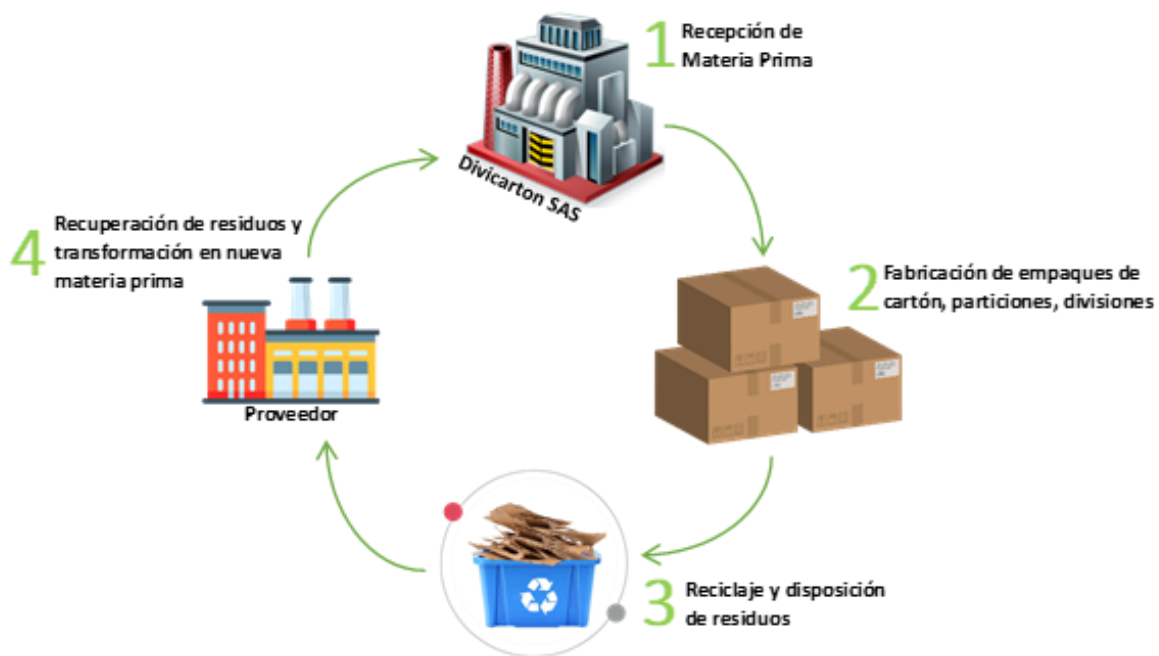 1
Recepción de
Materia Prima
Divicarton SAS
2
Fabricación de empaques de
cartón, particiones, divisiones
3
Reciclaje y disposición
de residuos
4
Recuperación de residuos y
transformación en nueva
materia prima
Proveedor